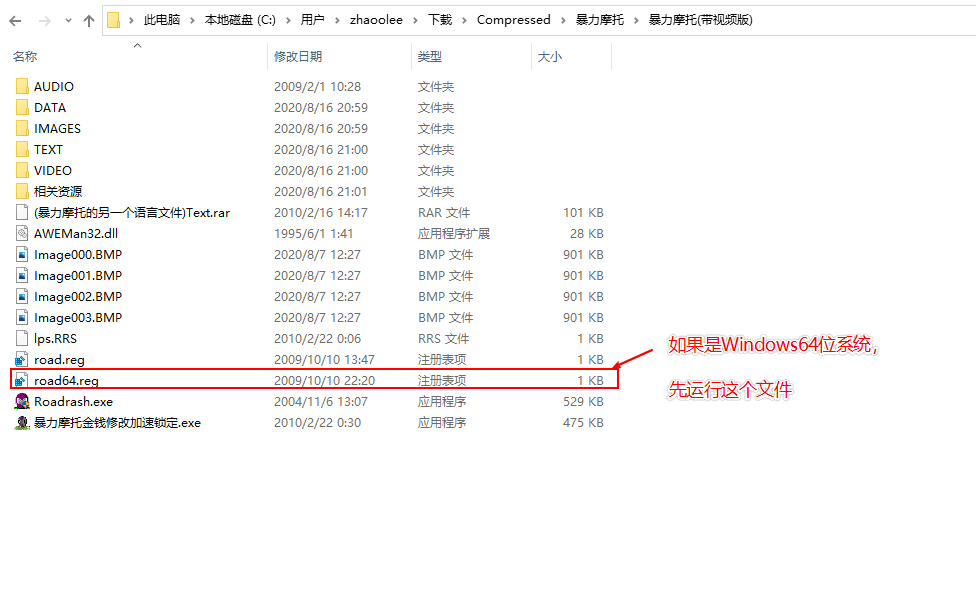 此电脑 › 本地磁盘 (C:) › 用户 › zhaoolee › 下载 › Compressed › 暴力摩托 › 暴力摩托(带视频版)
名称 修改日期 类型 大小
AUDIO 2009/2/1 10:28 文件夹
DATA 2020/8/16 20:59 文件夹
IMAGES 2020/8/16 20:59 文件夹
TEXT 2020/8/16 21:00 文件夹
VIDEO 2020/8/16 21:00 文件夹
相关资源 2020/8/16 21:01 文件夹
(暴力摩托的另一个语言文件)Text.rar 2010/2/16 14:17 RAR 文件 101 KB
AWEMan32.dll 1995/6/1 1:41 应用程序扩展 28 KB
Image000.BMP 2020/8/7 12:27 BMP 文件 901 KB
Image001.BMP 2020/8/7 12:27 BMP 文件 901 KB
Image002.BMP 2020/8/7 12:27 BMP 文件 901 KB
Image003.BMP 2020/8/7 12:27 BMP 文件 901 KB
lps.RRS 2010/2/22 0:06 RRS 文件 1 KB
如果是Windows64位系统，
road.reg 2009/10/10 13:47 注册表项 1 KB
road64.reg 2009/10/10 22:20 注册表项 1 KB
先运行这个文件
Roadrash.exe 2004/11/6 13:07 应用程序 529 KB
暴力摩托金钱修改加速锁定.exe 2010/2/22 0:30 应用程序 475 KB